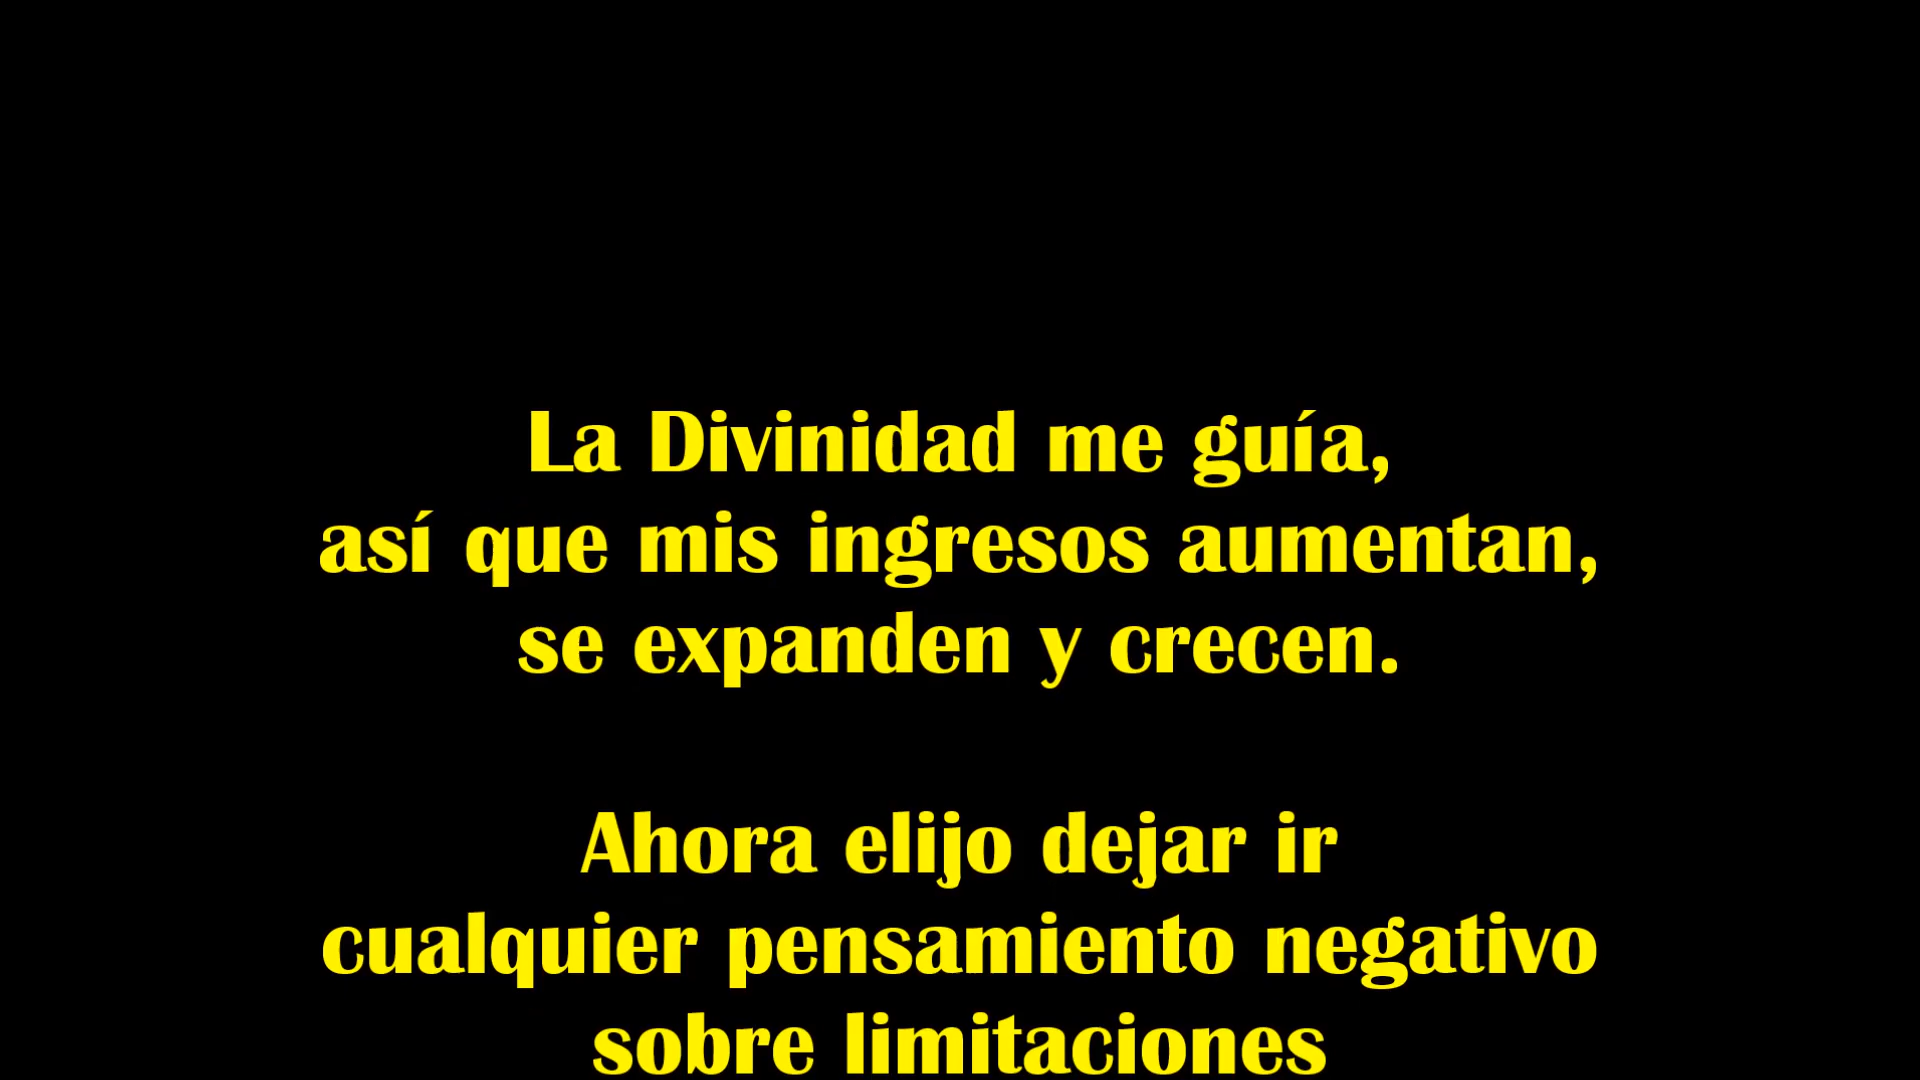 La Divinidad me guía,
así que mis ingresos aumentan,
se expanden y crecen.
Ahora elijo dejar ir
cualquier pensamiento negativo
sobre limitaciones